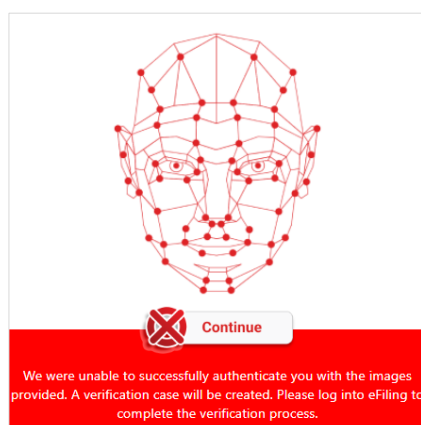 Continue
We were unable to successfully authenticate you with the images
provided. A verification case will be created. Please log into eFiling to
complete the verification process.